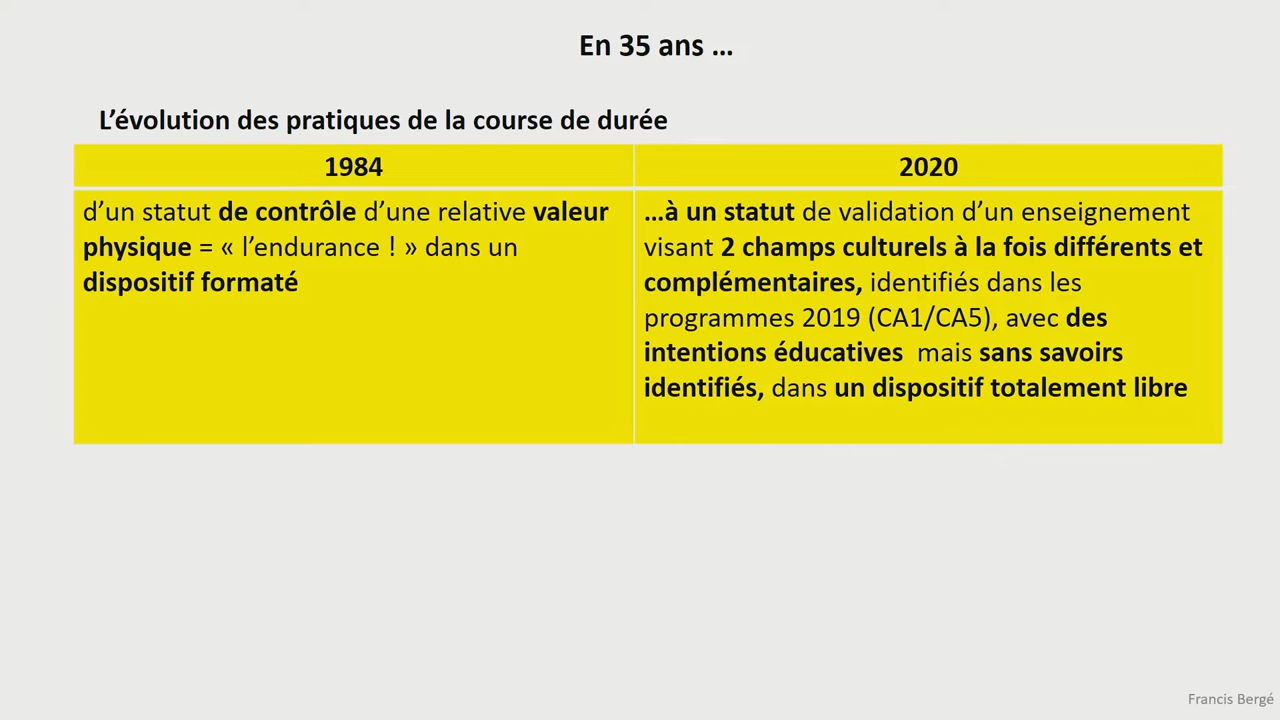 En 35 ans …
L’évolution des pratiques de la course de durée
1984
d’un statut de contrôle d’une relative valeur
physique = « l’endurance ! » dans un
dispositif formaté
2020
…à un statut de validation d’un enseignement
visant 2 champs culturels à la fois différents et
complémentaires, identifiés dans les
programmes 2019 (CA1/CA5), avec des
intentions éducatives mais sans savoirs
identifiés, dans un dispositif totalement libre
Francis Bergé